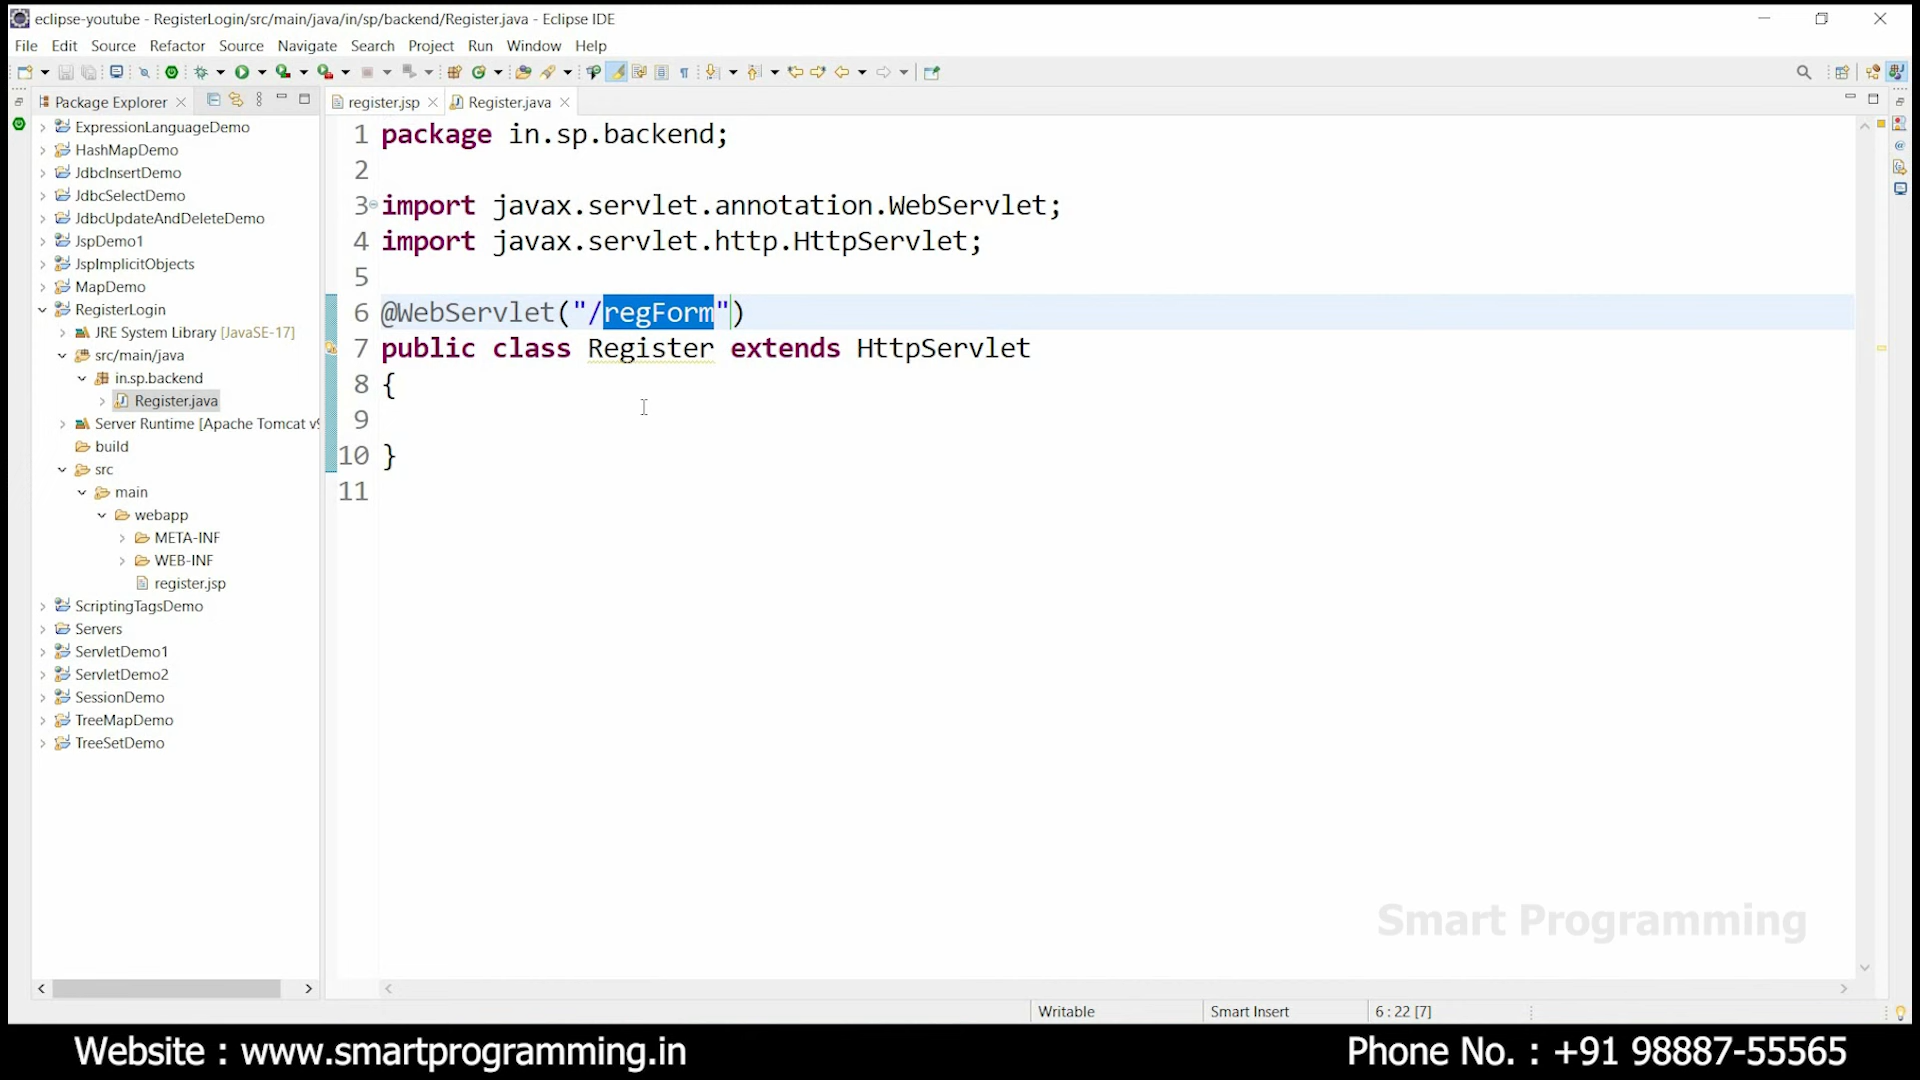 eclipse-youtube - RegisterLogin/src/main/java/in/sp/backend/Register.java - Eclipse IDE
File Edit Source Refactor Source Navigate Search Project Run Window Help
Package Explorer
ExpressionLanguageDemo
HashMapDemo
JdbcInsertDemo
JdbcSelectDemo
JdbcUpdateAndDeleteDemo
JspDemo1
JspImplicitObjects
MapDemo
RegisterLogin
JRE System Library [JavaSE-17]
src/main/java
in.sp.backend
Register.java
Server Runtime [Apache Tomcat v9
build
src
main
webapp
META-INF
WEB-INF
register.jsp
ScriptingTagsDemo
Servers
ServletDemo1
ServletDemo2
SessionDemo
TreeMapDemo
TreeSetDemo
register.jsp Register.java
1 package in.sp.backend;
2
3 import javax.servlet.annotation.WebServlet;
4 import javax.servlet.http.HttpServlet;
5
6 @WebServlet("/regForm")
7 public class Register extends HttpServlet
8 {
9
10 }
11
Smart Programming
Writable Smart Insert 6 : 22 [7]
Website : www.smartprogramming.in Phone No. : +91 98887-55565